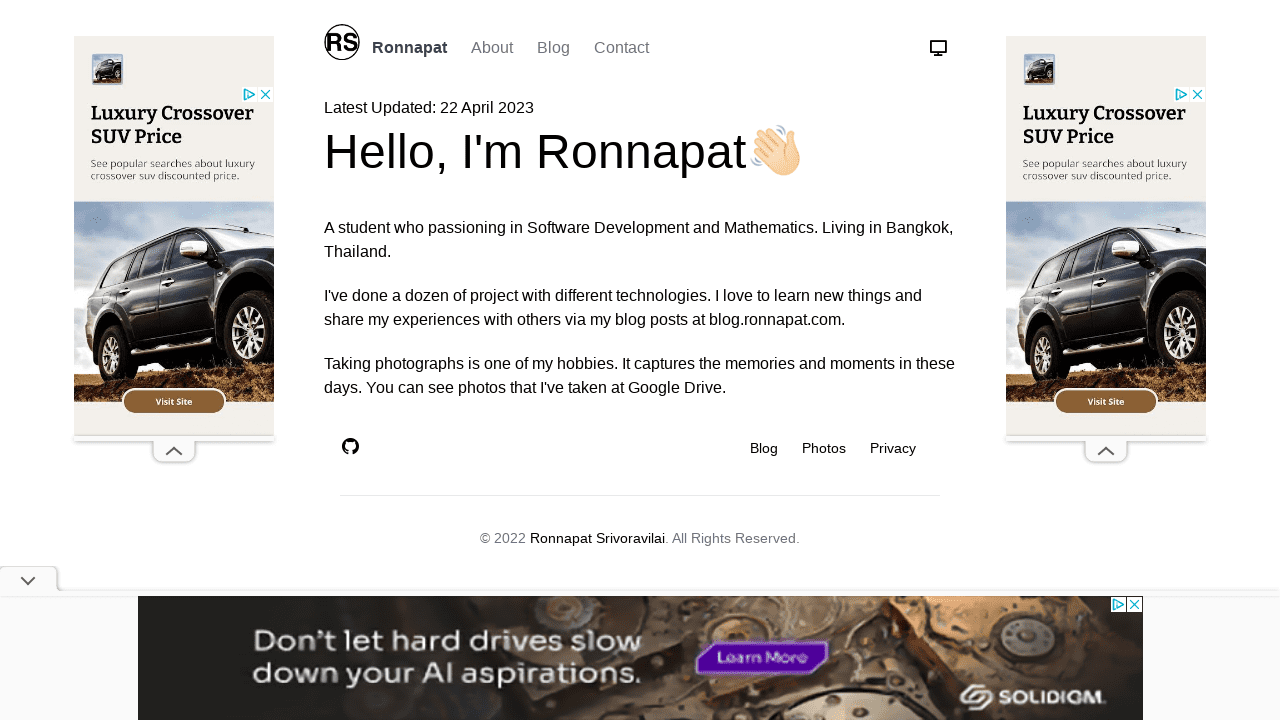 RS
Ronnapat About Blog Contact
Latest Updated: 22 April 2023
Hello, I'm Ronnapat👋🏻
A student who passioning in Software Development and Mathematics. Living in Bangkok,
Thailand.
I've done a dozen of project with different technologies. I love to learn new things and
share my experiences with others via my blog posts at blog.ronnapat.com.
Taking photographs is one of my hobbies. It captures the memories and moments in these
days. You can see photos that I've taken at Google Drive.
Blog Photos Privacy
© 2022 Ronnapat Srivoravilai. All Rights Reserved.
Luxury Crossover
SUV Price
See popular searches about luxury
crossover suv discounted price.
Visit Site
Luxury Crossover
SUV Price
See popular searches about luxury
crossover suv discounted price.
Visit Site
Don't let hard drives slow
down your AI aspirations.
Learn More
SOLIDIGM